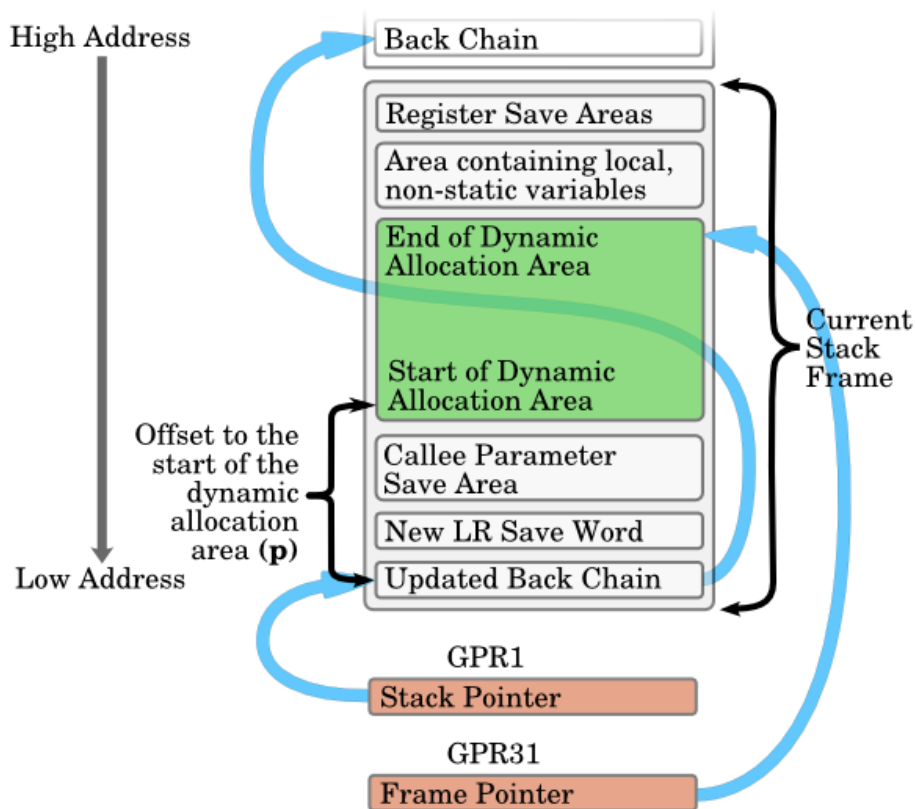 High Address
Back Chain
Register Save Areas
Area containing local,
non-static variables
End of Dynamic
Allocation Area
Current
Stack
Frame
Start of Dynamic
Allocation Area
Offset to the
start of the
dynamic
allocation
area (p)
Callee Parameter
Save Area
New LR Save Word
Low Address
Updated Back Chain
GPR1
Stack Pointer
GPR31
Frame Pointer